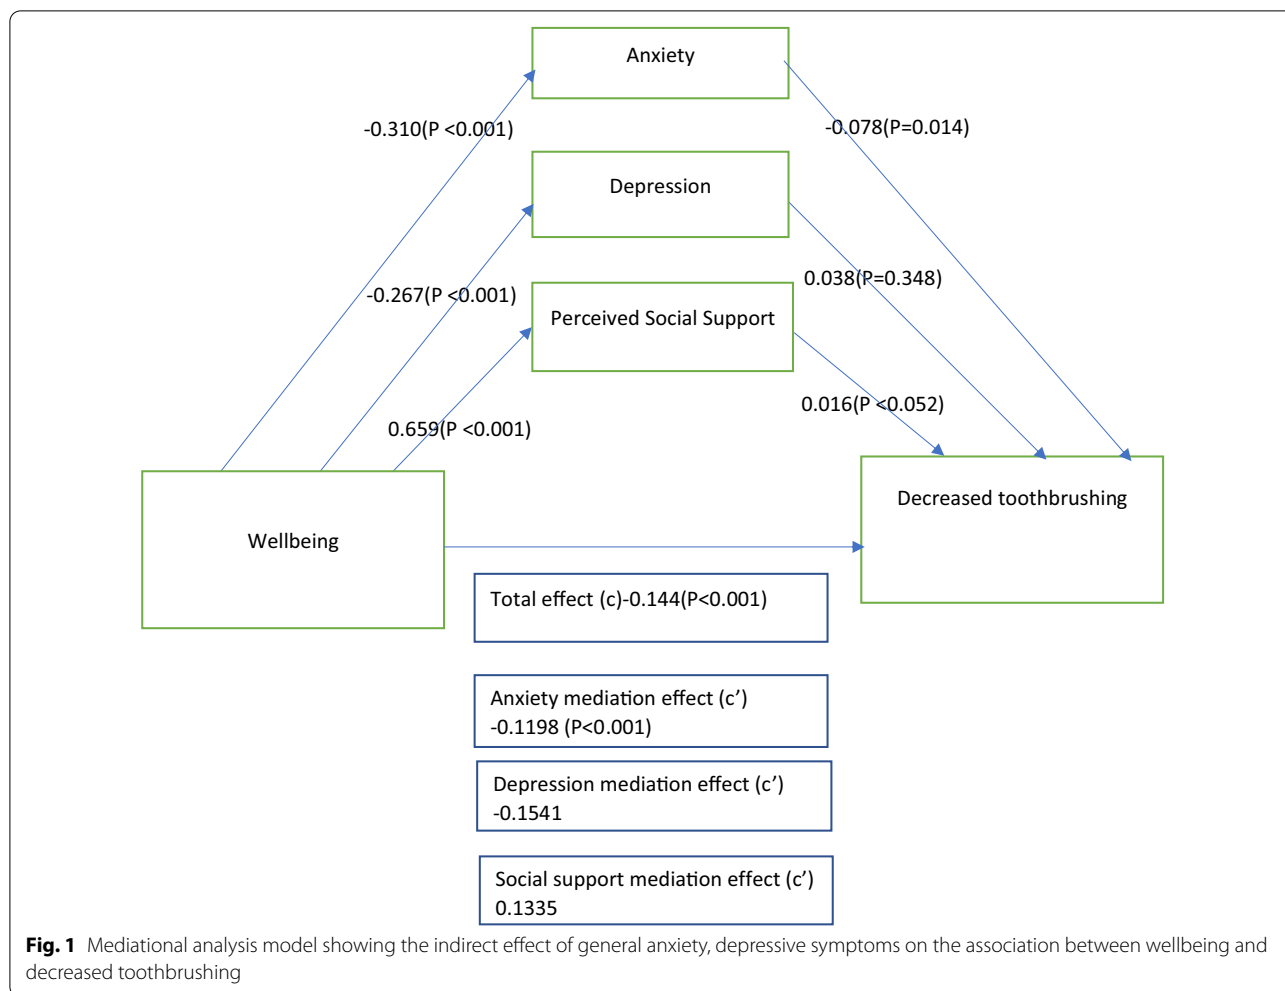 Anxiety
-0.310(P <0.001)
-0.078(P=0.014)
Depression
-0.267(P <0.001)
0.038(P=0.348)
Perceived Social Support
0.659(P <0.001)
0.016(P <0.052)
Wellbeing
Decreased toothbrushing
Total effect (c)-0.144(P<0.001)
Anxiety mediation effect (c’)
-0.1198 (P<0.001)
Depression mediation effect (c’)
-0.1541
Social support mediation effect (c’)
0.1335
Fig. 1 Mediational analysis model showing the indirect effect of general anxiety, depressive symptoms on the association between wellbeing and
decreased toothbrushing